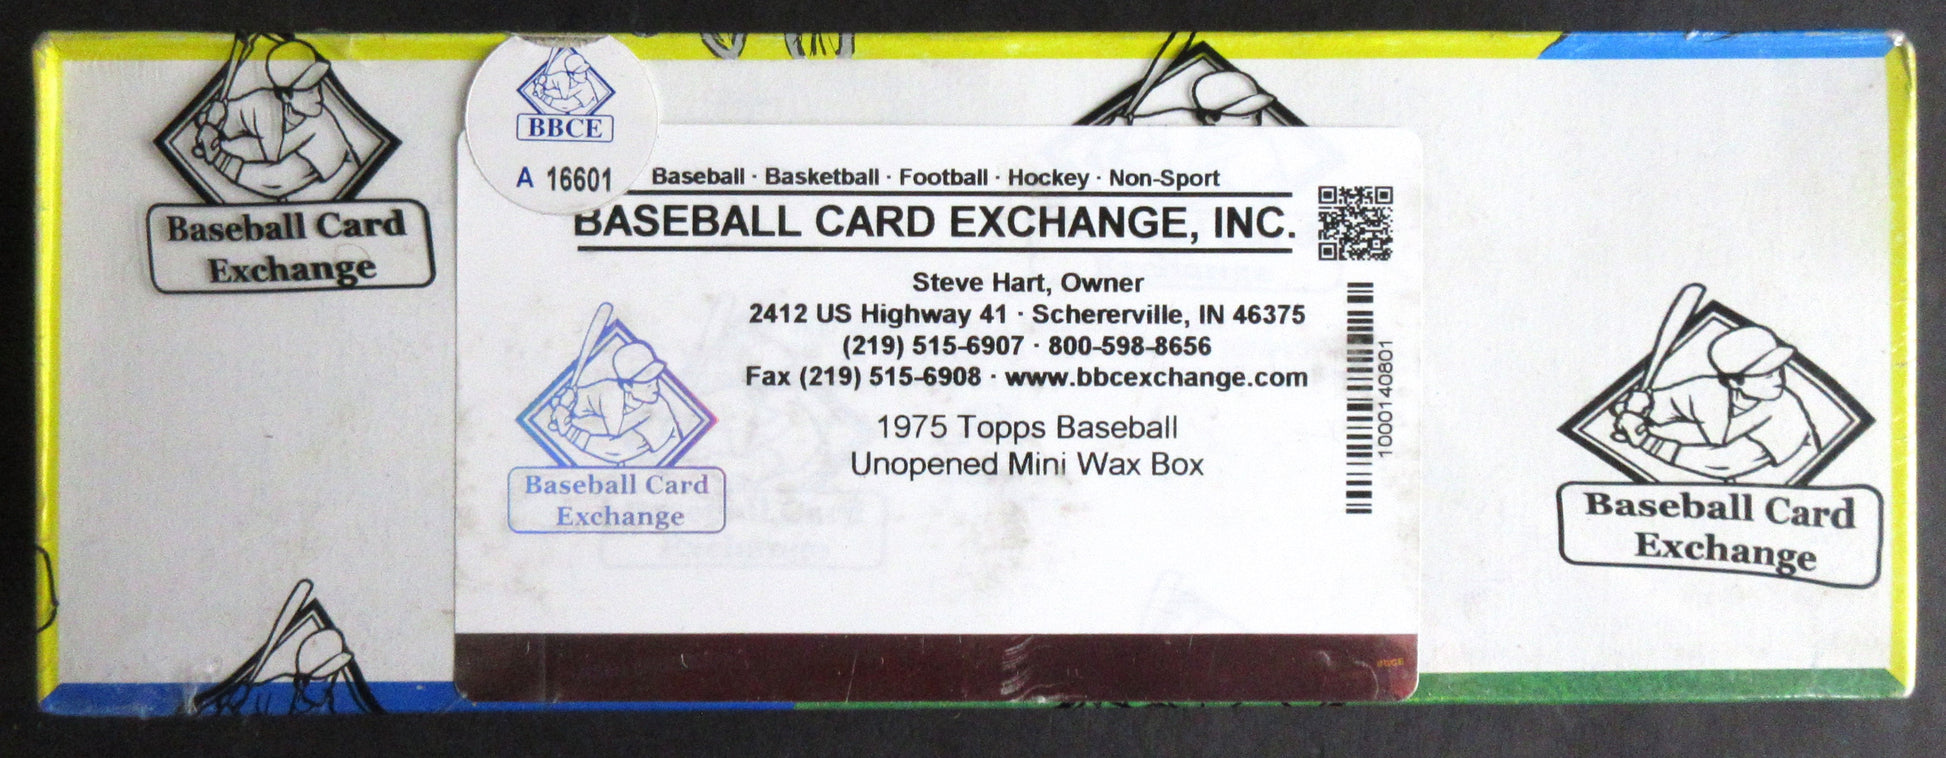 BBCE
A 16601
Baseball · Basketball · Football · Hockey · Non-Sport
BASEBALL CARD EXCHANGE, INC.
Steve Hart, Owner
2412 US Highway 41 · Schererville, IN 46375
(219) 515-6907 · 800-598-8656
Fax (219) 515-6908 · www.bbcexchange.com
1975 Topps Baseball
Unopened Mini Wax Box
1000140801
Baseball Card
Exchange
Baseball Card
Exchange
Baseball Card
Exchange
BBCE